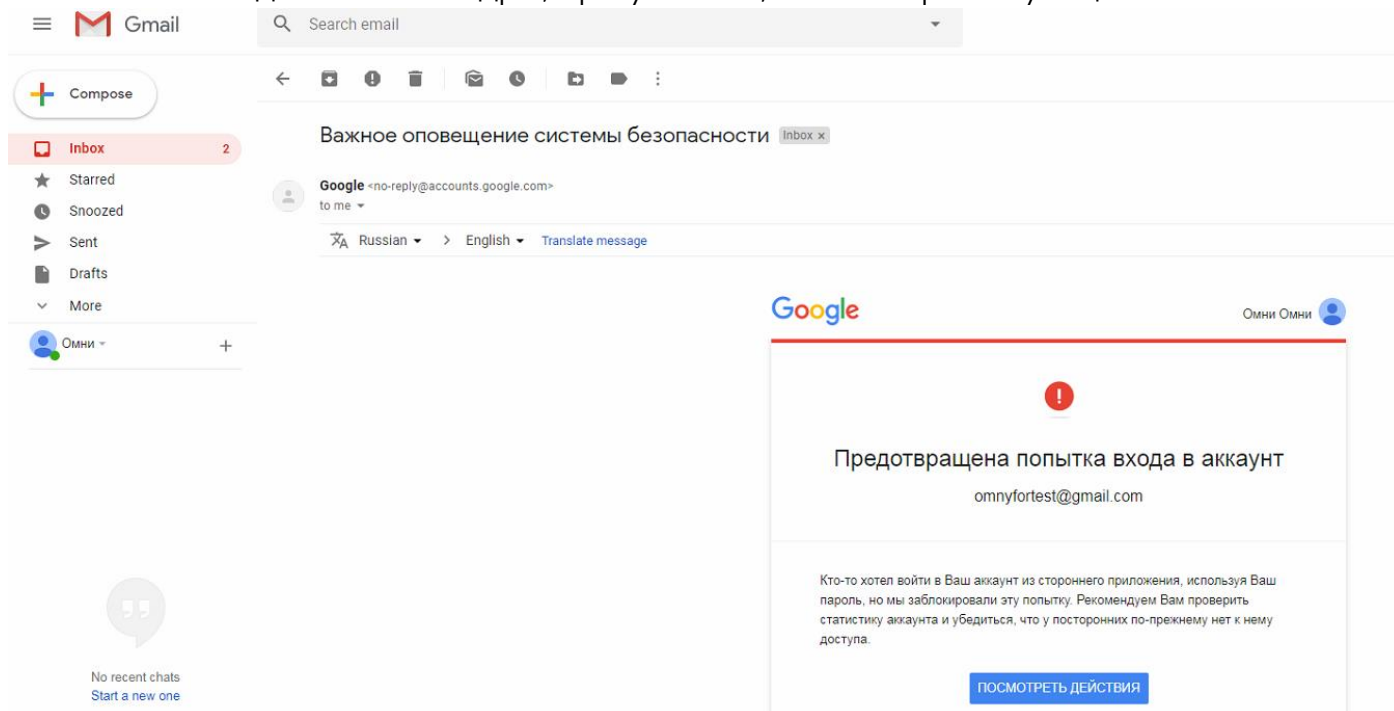 Gmail
Search email
Compose
Inbox 2
Starred
Snoozed
Sent
Drafts
More
Омни
No recent chats
Start a new one
Важное оповещение системы безопасности Inbox x
Google <no-reply@accounts.google.com>
to me
Russian > English Translate message
Google Омни Омни
Предотвращена попытка входа в аккаунт
omnyfortest@gmail.com
Кто-то хотел войти в Ваш аккаунт из стороннего приложения, используя Ваш
пароль, но мы заблокировали эту попытку. Рекомендуем Вам проверить
статистику аккаунта и убедиться, что у посторонних по-прежнему нет к нему
доступа.
ПОСМОТРЕТЬ ДЕЙСТВИЯ